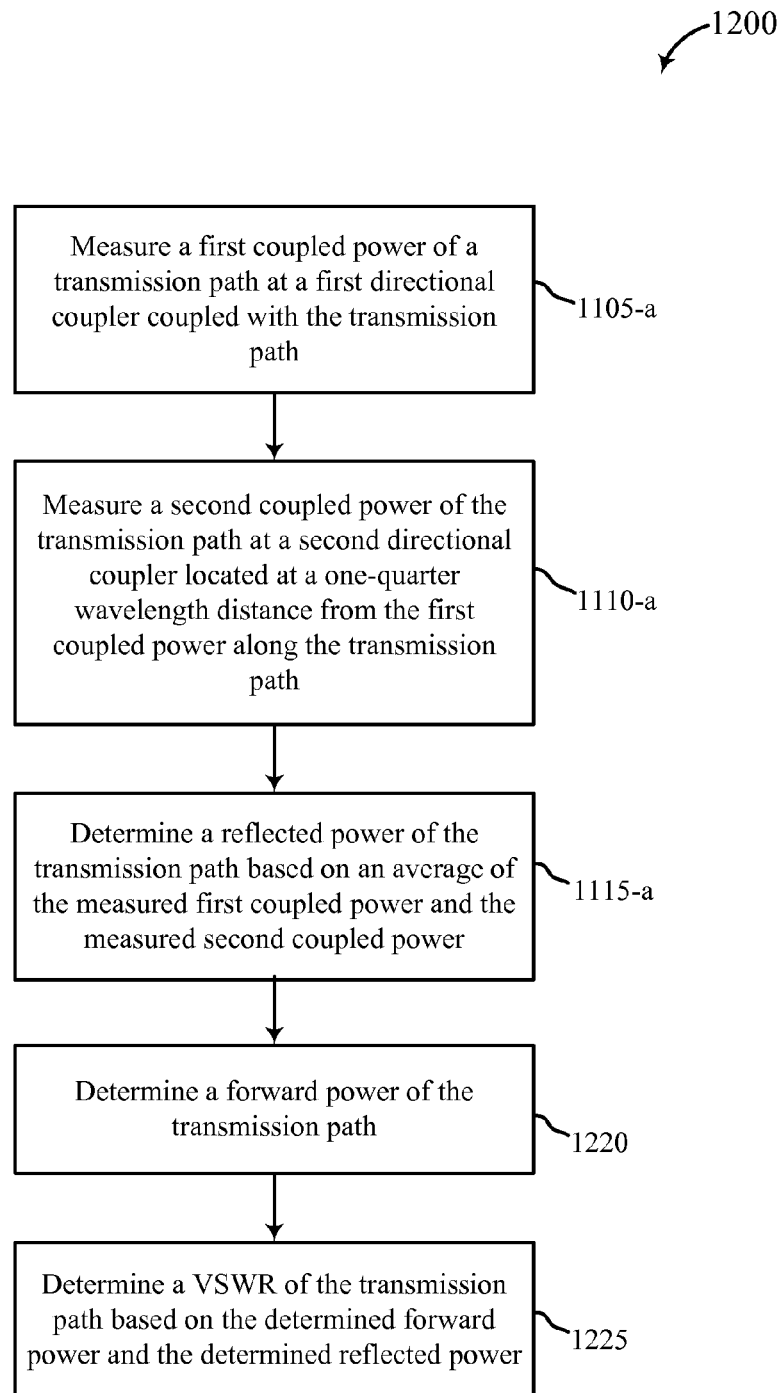 1200
Measure a first coupled power of a
transmission path at a first directional
coupler coupled with the transmission
path
1105-a
Measure a second coupled power of the
transmission path at a second directional
coupler located at a one-quarter
wavelength distance from the first
coupled power along the transmission
path
1110-a
Determine a reflected power of the
transmission path based on an average of
the measured first coupled power and the
measured second coupled power
1115-a
Determine a forward power of the
transmission path
1220
Determine a VSWR of the transmission
path based on the determined forward
power and the determined reflected power
1225